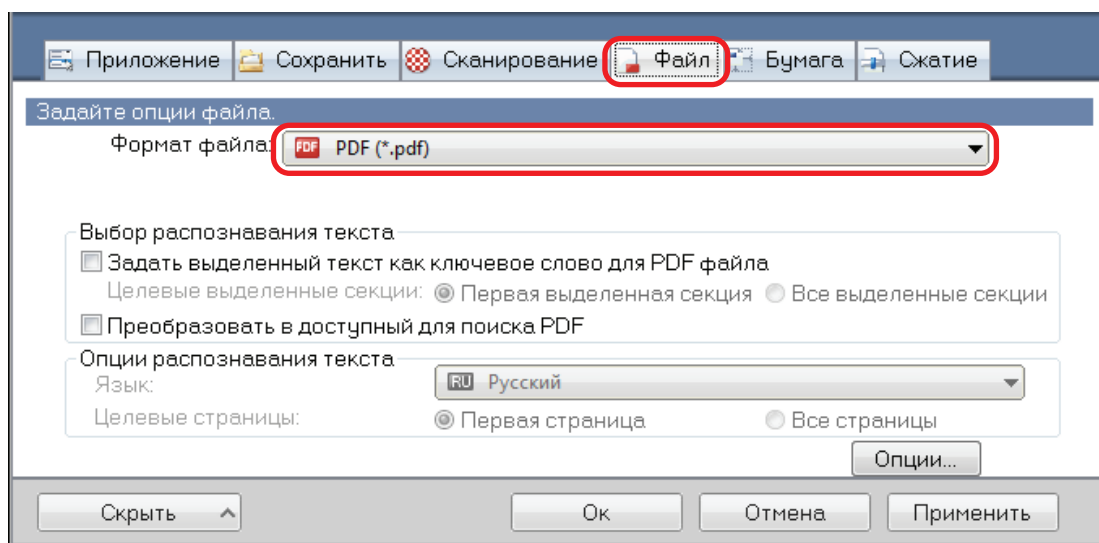 Приложение Сохранить Сканирование Файл Бумага Сжатие
Задайте опции файла.
Формат файла: PDF PDF (*.pdf)
Выбор распознавания текста
Задать выделенный текст как ключевое слово для PDF файла
Целевые выделенные секции: Первая выделенная секция Все выделенные секции
Преобразовать в доступный для поиска PDF
Опции распознавания текста
Язык: RU Русский
Целевые страницы: Первая страница Все страницы
Опции...
Скрыть Ок Отмена Применить